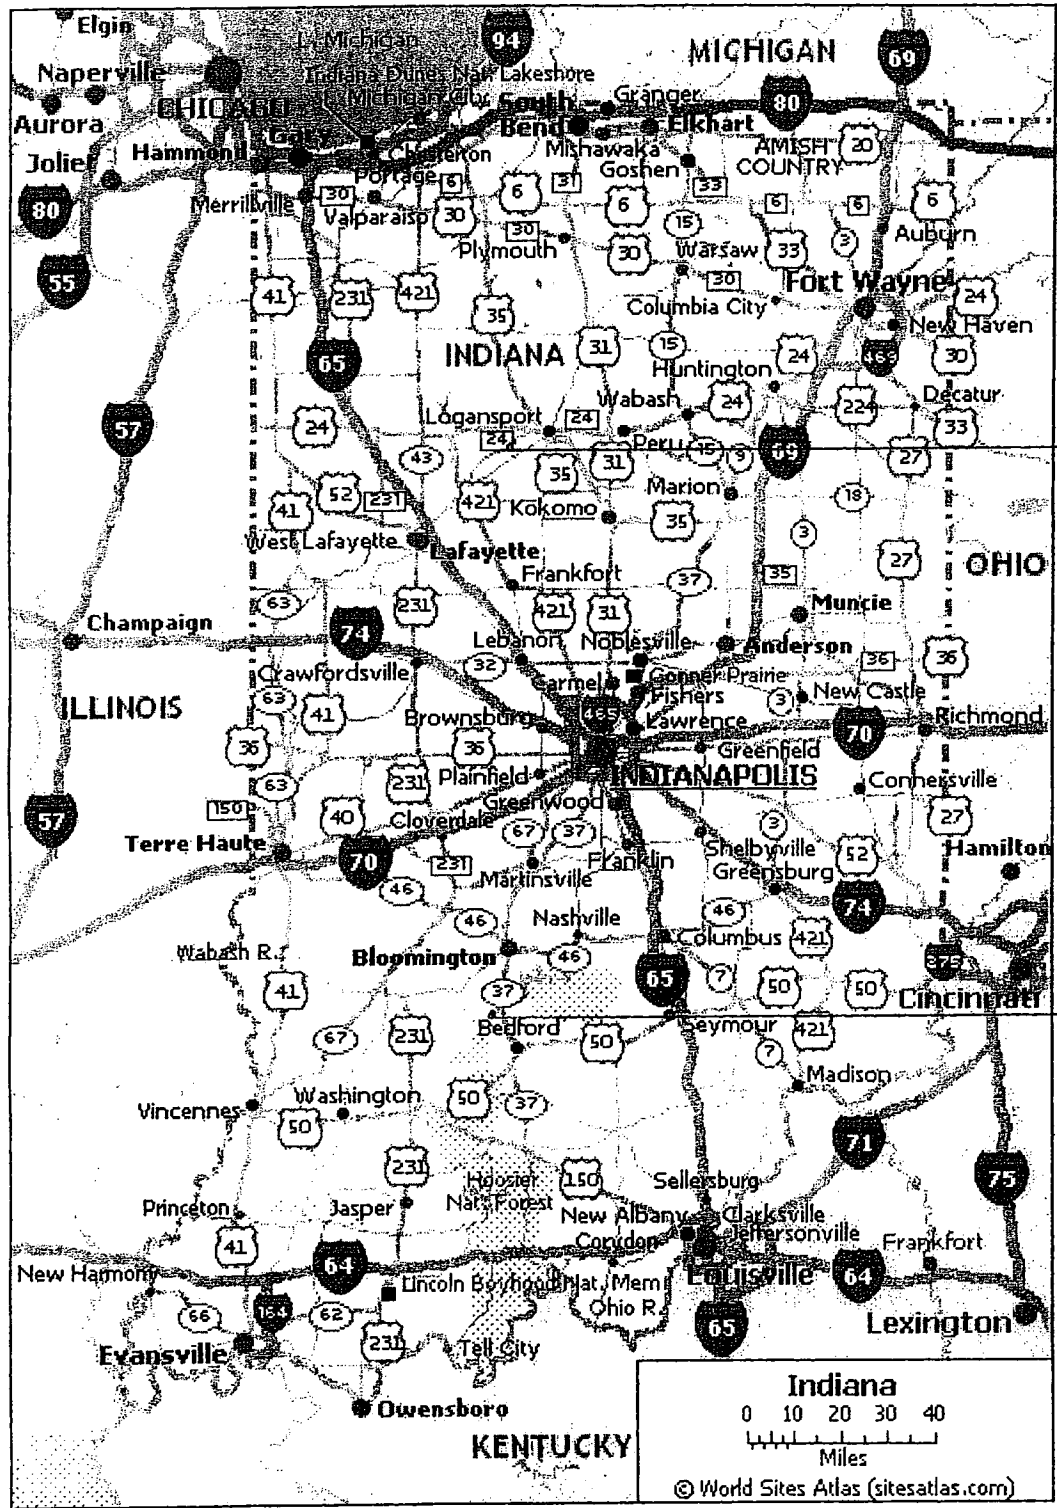 Elgin
L. Michigan
94
MICHIGAN
69
Naperville
Indiana Dunes Nat. Lakeshore
CHICAGO
Michigan City
South Bend
Granger
80
Aurora
Gary
Elkhart
AMISH COUNTRY
20
Joliet
Hammond
Chesterton
Mishawaka
Portage
Goshen
80
Merrillville
30
Valparaiso
6
30
6
31
6
33
15
6
6
6
3
Auburn
30
Plymouth
30
Warsaw
33
55
41
231
421
30
Fort Wayne
24
Columbia City
35
New Haven
65
INDIANA
31
15
24
469
30
Huntington
57
24
Logansport
24
Wabash
24
224
Decatur
33
24
Peru
43
31
15
9
69
27
52
231
421
35
Marion
18
41
Kokomo
35
3
West Lafayette
Lafayette
27
OHIO
Frankfort
37
35
63
231
421
31
Muncie
Champaign
74
Lebanon
Noblesville
Anderson
36
36
Crawfordsville
32
Carmel
Conner Prairie
Fishers
3
New Castle
ILLINOIS
63
41
Brownsburg
465
Lawrence
70
Richmond
36
36
Greenfield
Plainfield
INDIANAPOLIS
63
231
Connersville
57
150
40
Greenwood
27
Cloverdale
67
37
3
Terre Haute
70
231
Franklin
Shelbyville
52
Hamilton
46
Martinsville
Greensburg
74
46
Nashville
46
Columbus
421
Wabash R.
Bloomington
46
65
7
50
50
275
Cincinnati
41
37
67
231
Bedford
50
Seymour
421
7
Madison
Vincennes
Washington
50
50
37
71
231
75
Hoosier Nat. Forest
150
Sellersburg
Princeton
Jasper
New Albany
Clarksville
Jeffersonville
41
Corydon
Frankfort
New Harmony
64
Lincoln Boyhood Nat. Mem.
Louisville
64
Ohio R.
66
164
62
65
Lexington
Evansville
231
Tell City
Owensboro
KENTUCKY
Indiana
0 10 20 30 40
Miles
© World Sites Atlas (sitesatlas.com)